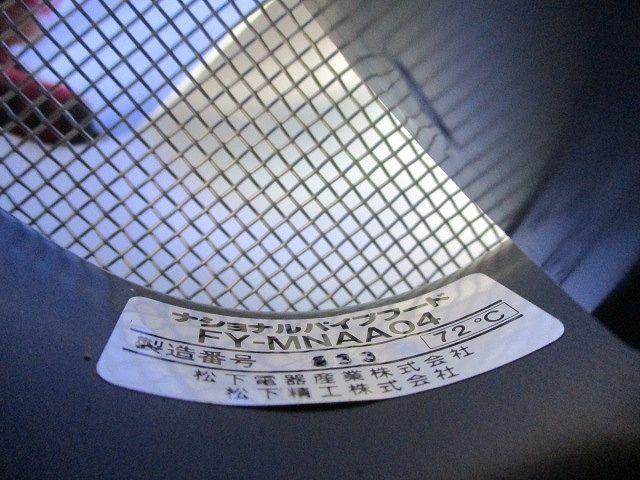 ナショナルパイプフード
FY-MNAA04
製造番号 533 72℃
松下電器産業株式会社
松下精工株式会社